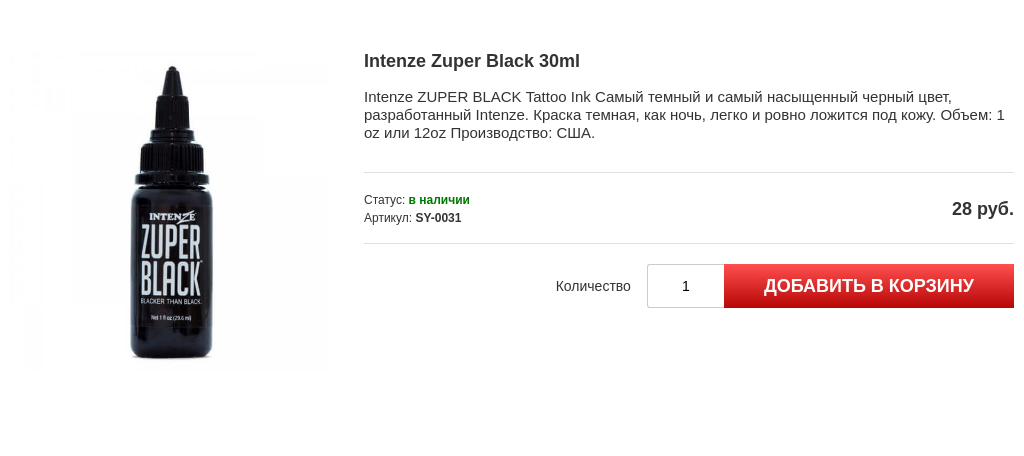 Intenze Zuper Black 30ml
Intenze ZUPER BLACK Tattoo Ink Самый темный и самый насыщенный черный цвет,
разработанный Intenze. Краска темная, как ночь, легко и ровно ложится под кожу. Объем: 1
oz или 12oz Производство: США.
Статус: в наличии
Артикул: SY-0031
28 руб.
Количество
1
ДОБАВИТЬ В КОРЗИНУ
INTENZE
ZUPER
BLACK
BLACKER THAN BLACK.
Net 1 fl oz (29.6 ml)